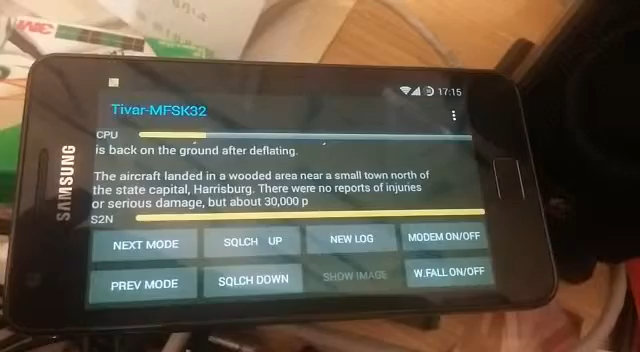 3M
17:15
Tivar-MFSK32
CPU
is back on the ground after deflating.
The aircraft landed in a wooded area near a small town north of
the state capital, Harrisburg. There were no reports of injuries
or serious damage, but about 30,000 p
S2N
NEXT MODE
SQLCH UP
NEW LOG
MODEM ON/OFF
PREV MODE
SQLCH DOWN
SHOW IMAGE
W.FALL ON/OFF
SAMSUNG